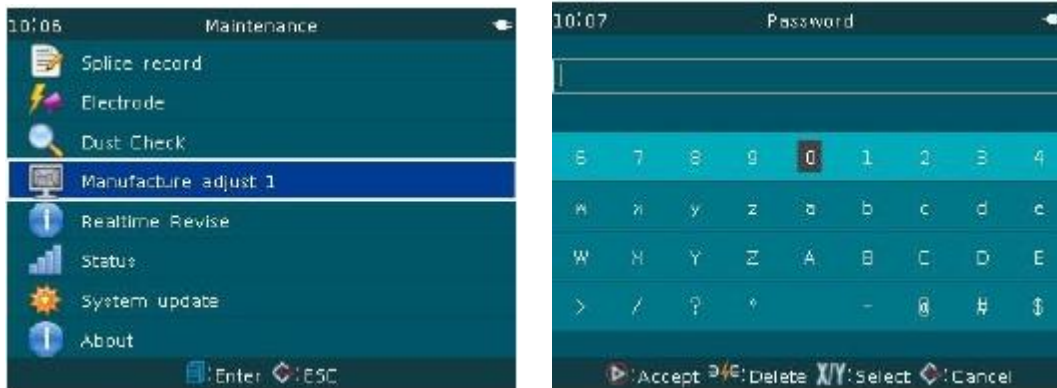 10:06 Maintenance
Splice record
Electrode
Dust Check
Manufacture adjust 1
Realtime Revise
Status
System update
About
:Enter :ESC
10:07 Password
6 7 8 9 0 1 2 3 4
w x y z a b c d e
W X Y Z A B C D E
> / ? - @ # $
:Accept :Delete X/Y:Select :Cancel